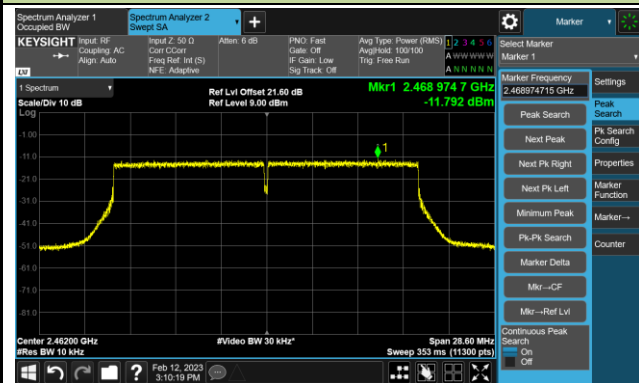 Spectrum Analyzer 1
Occupied BW
Spectrum Analyzer 2
Swept SA
Marker
KEYSIGHT
Input: RF
Coupling: AC
Align: Auto
Input Z: 50 Ω
Corr CCorr
Freq Ref: Int (S)
NFE: Adaptive
Atten: 6 dB
PNO: Fast
Gate: Off
IF Gain: Low
Sig Track: Off
Avg Type: Power (RMS)
Avg|Hold: 100/100
Trig: Free Run
1 2 3 4 5 6
A W W W W W
A N N N N N
LXI
Select Marker
Marker 1
1 Spectrum
Scale/Div 10 dB
Log
Ref Lvl Offset 21.60 dB
Ref Level 9.00 dBm
Mkr1 2.468 974 7 GHz
-11.792 dBm
Marker Frequency
2.468974715 GHz
Settings
Peak Search
Next Peak
Next Pk Right
Next Pk Left
Minimum Peak
Pk-Pk Search
Marker Delta
Mkr→CF
Mkr→Ref Lvl
Continuous Peak
Search
On
Off
Peak
Search
Pk Search
Config
Properties
Marker
Function
Marker→
Counter
-1.00
-11.0
-21.0
-31.0
-41.0
-51.0
-61.0
-71.0
-81.0
1
Center 2.46200 GHz
#Res BW 10 kHz
#Video BW 30 kHz*
Span 28.60 MHz
Sweep 353 ms (11300 pts)
?
Feb 12, 2023
3:10:19 PM